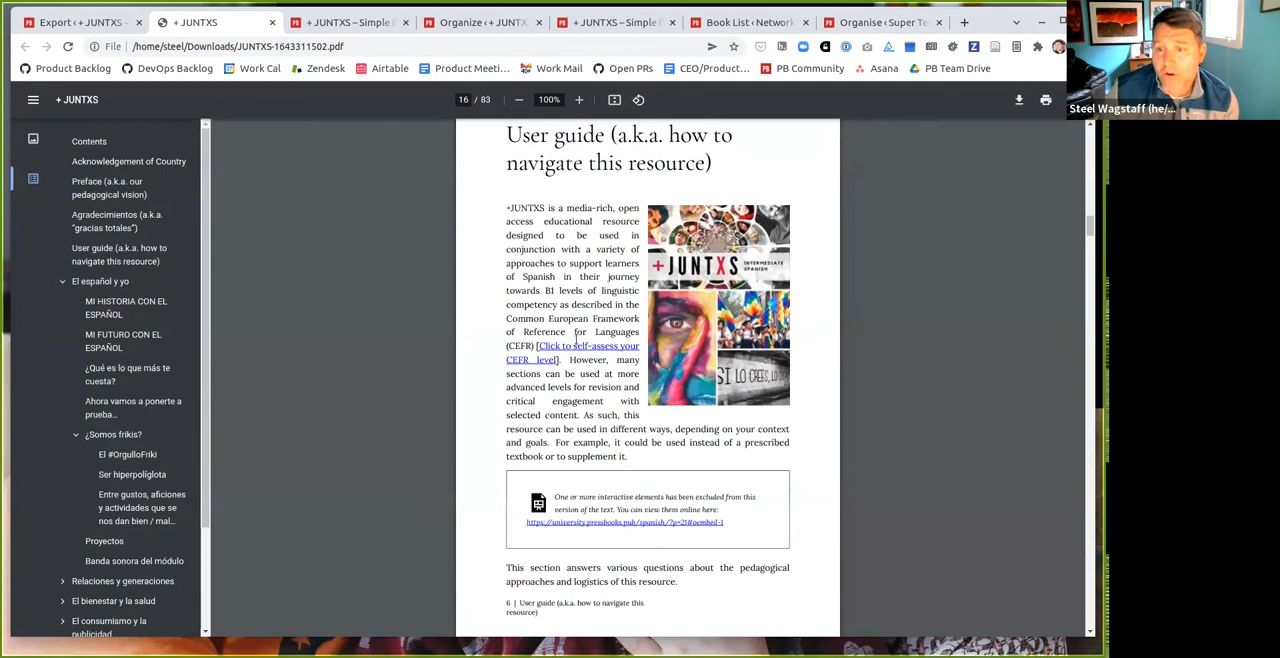 Export ‹ + JUNTXS –
+ JUNTXS
+ JUNTXS – Simple
Organize ‹ + JUNTXS
+ JUNTXS – Simple
Book List ‹ Network
Organise ‹ Super Te
File
/home/steel/Downloads/JUNTXS-1643311502.pdf
Product Backlog
DevOps Backlog
Work Cal
Zendesk
Airtable
Product Meeti...
Work Mail
Open PRs
CEO/Product...
PB Community
Asana
PB Team Drive
Steel Wagstaff (he/...
+ JUNTXS
16 / 83
100%
Contents
Acknowledgement of Country
Preface (a.k.a. our
pedagogical vision)
Agradecimientos (a.k.a.
"gracias totales")
User guide (a.k.a. how to
navigate this resource)
El español y yo
MI HISTORIA CON EL
ESPAÑOL
MI FUTURO CON EL
ESPAÑOL
¿Qué es lo que más te
cuesta?
Ahora vamos a ponerte a
prueba...
¿Somos frikis?
El #OrgulloFriki
Ser hiperpolíglota
Entre gustos, aficiones
y actividades que se
nos dan bien / mal...
Proyectos
Banda sonora del módulo
Relaciones y generaciones
El bienestar y la salud
El consumismo y la
publicidad
User guide (a.k.a. how to
navigate this resource)
+JUNTXS is a media-rich, open
access educational resource
designed to be used in
conjunction with a variety of
approaches to support learners
of Spanish in their journey
towards B1 levels of linguistic
competency as described in the
Common European Framework
of Reference for Languages
(CEFR) [Click to self-assess your
CEFR level]. However, many
sections can be used at more
advanced levels for revision and
critical engagement with
selected content. As such, this
resource can be used in different ways, depending on your context
and goals. For example, it could be used instead of a prescribed
textbook or to supplement it.
+JUNTXS INTERMEDIATE
SPANISH
SI LO CREES, LO
One or more interactive elements has been excluded from this
version of the text. You can view them online here:
https://university.pressbooks.pub/spanish/?p=21#oembed-1
This section answers various questions about the pedagogical
approaches and logistics of this resource.
6 | User guide (a.k.a. how to navigate this
resource)